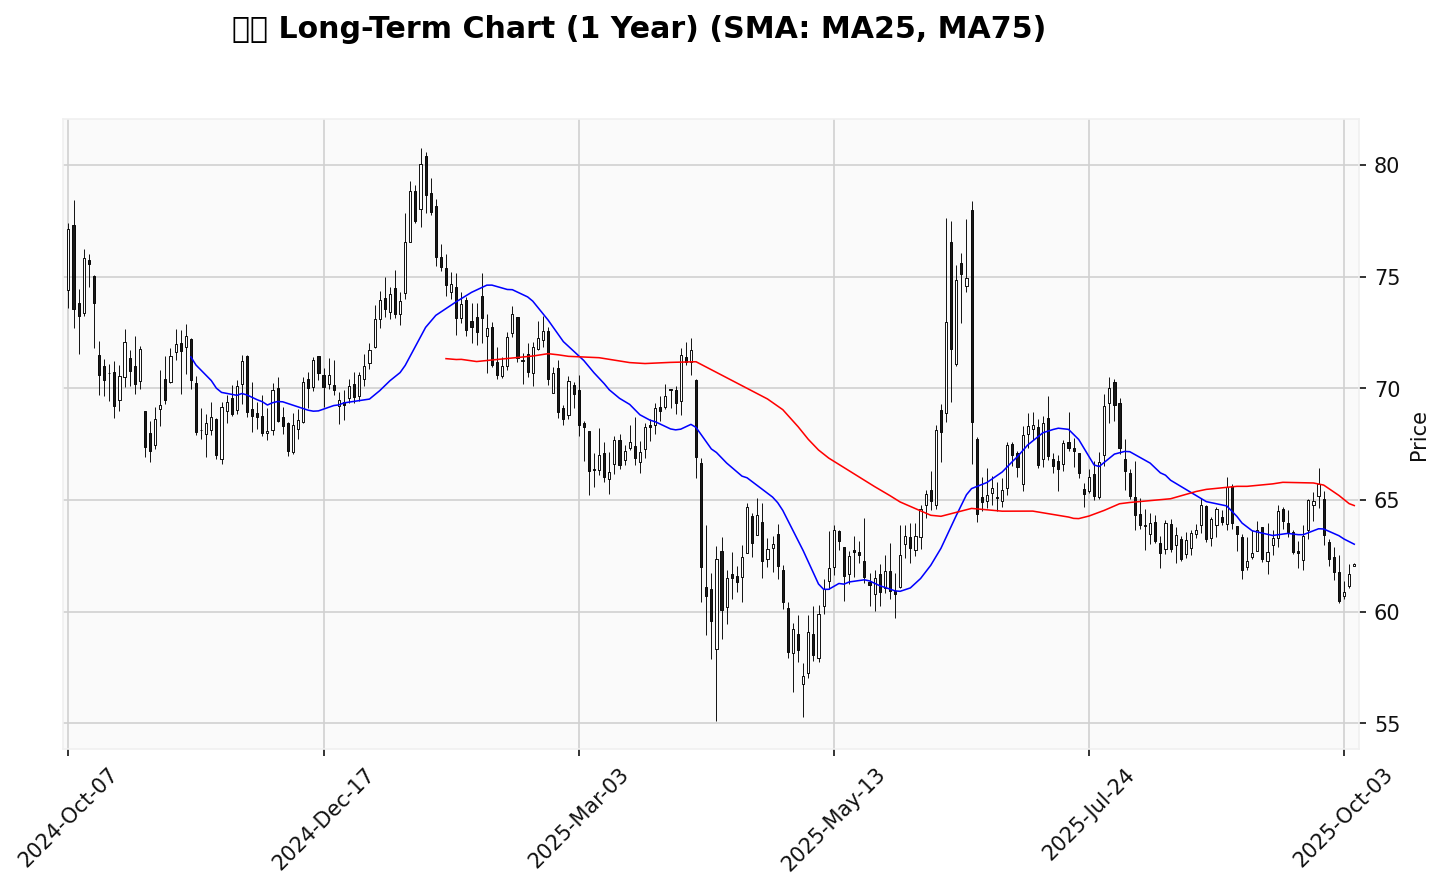 Long-Term Chart (1 Year) (SMA: MA25, MA75)
80
75
70
65
60
55
Price
2024-Oct-07
2024-Dec-17
2025-Mar-03
2025-May-13
2025-Jul-24
2025-Oct-03